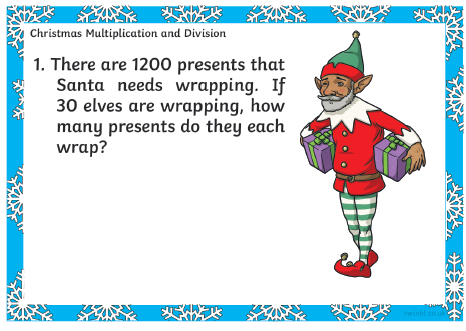 Christmas Multiplication and Division
1. There are 1200 presents that
Santa needs wrapping. If
30 elves are wrapping, how
many presents do they each
wrap?